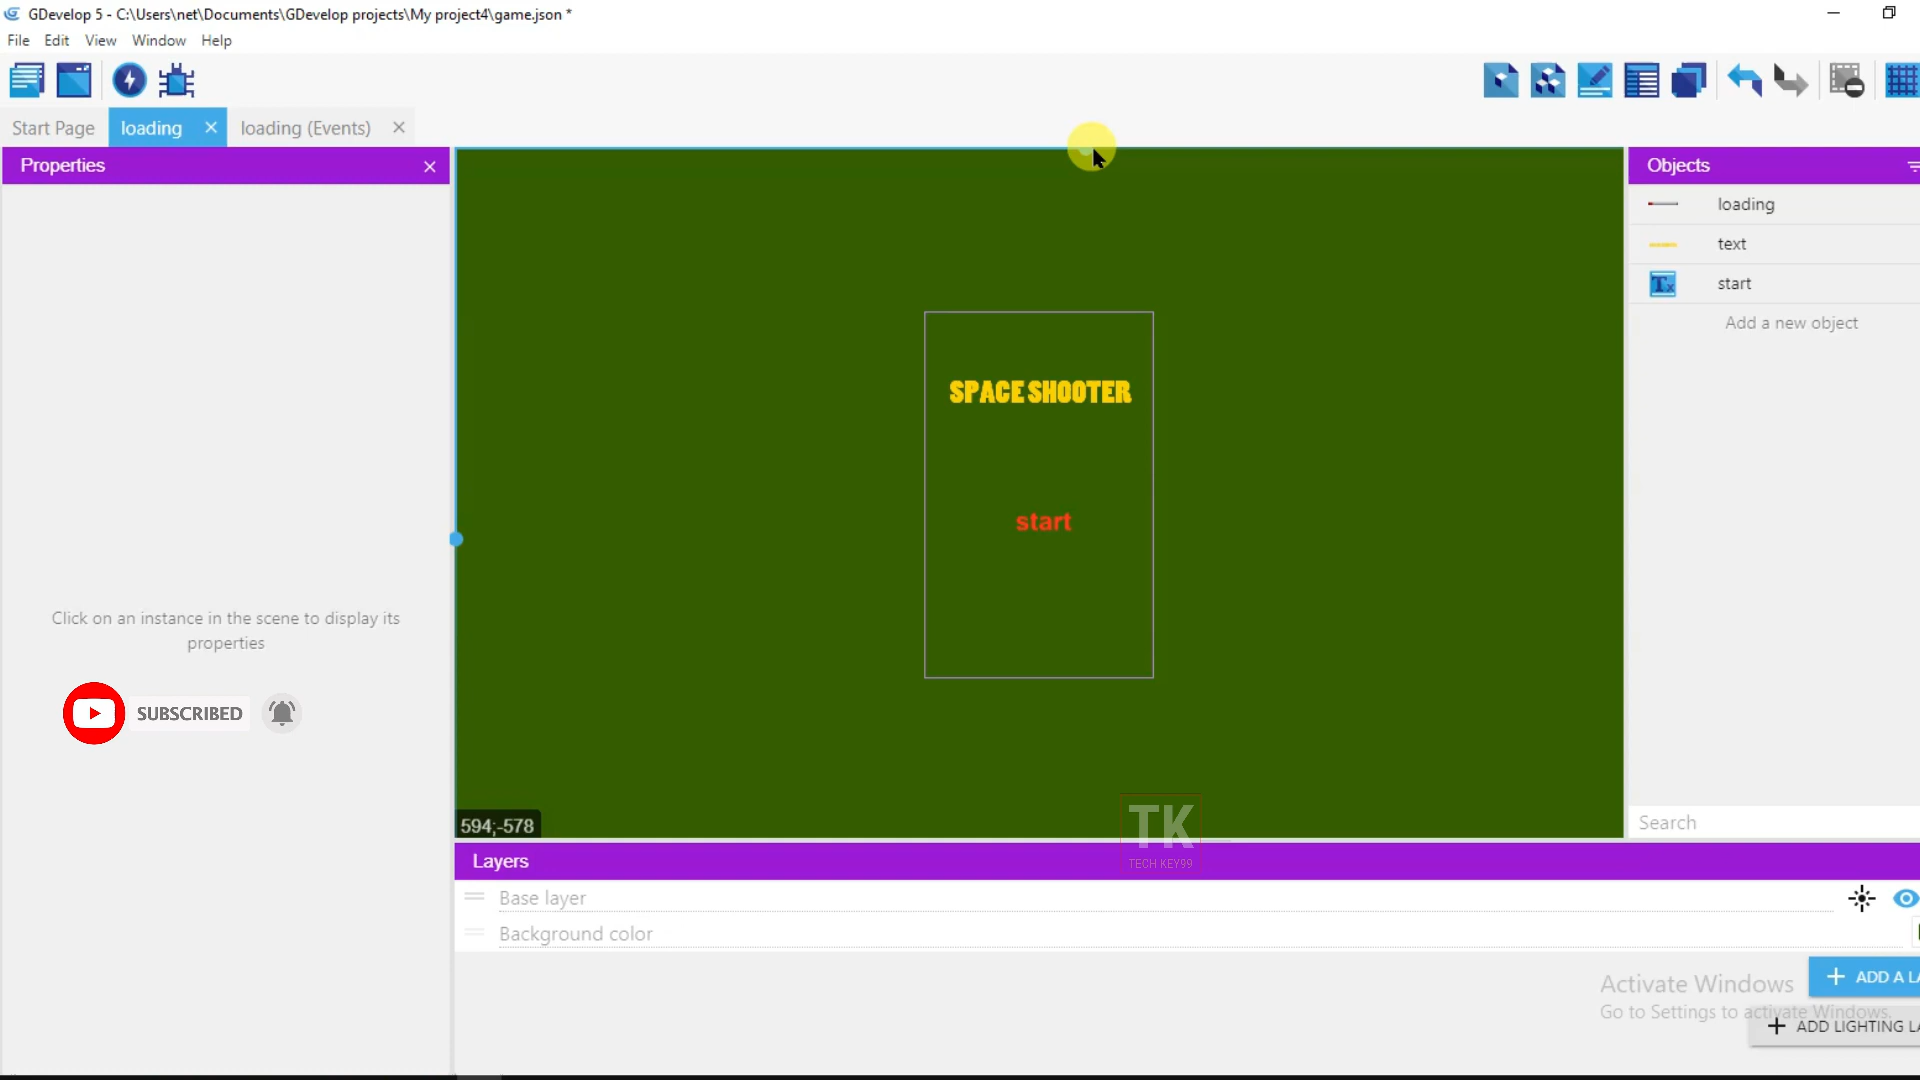 GDevelop 5 - C:\Users\net\Documents\GDevelop projects\My project4\game.json *
File Edit View Window Help
Start Page loading loading (Events)
Properties
Objects
loading
text
start
Add a new object
SPACE SHOOTER
start
Click on an instance in the scene to display its
properties
SUBSCRIBED
594;-578
Search
TK
TECH KEY99
Layers
Base layer
Background color
Activate Windows
Go to Settings to activate Windows.
ADD A LA
ADD LIGHTING LA